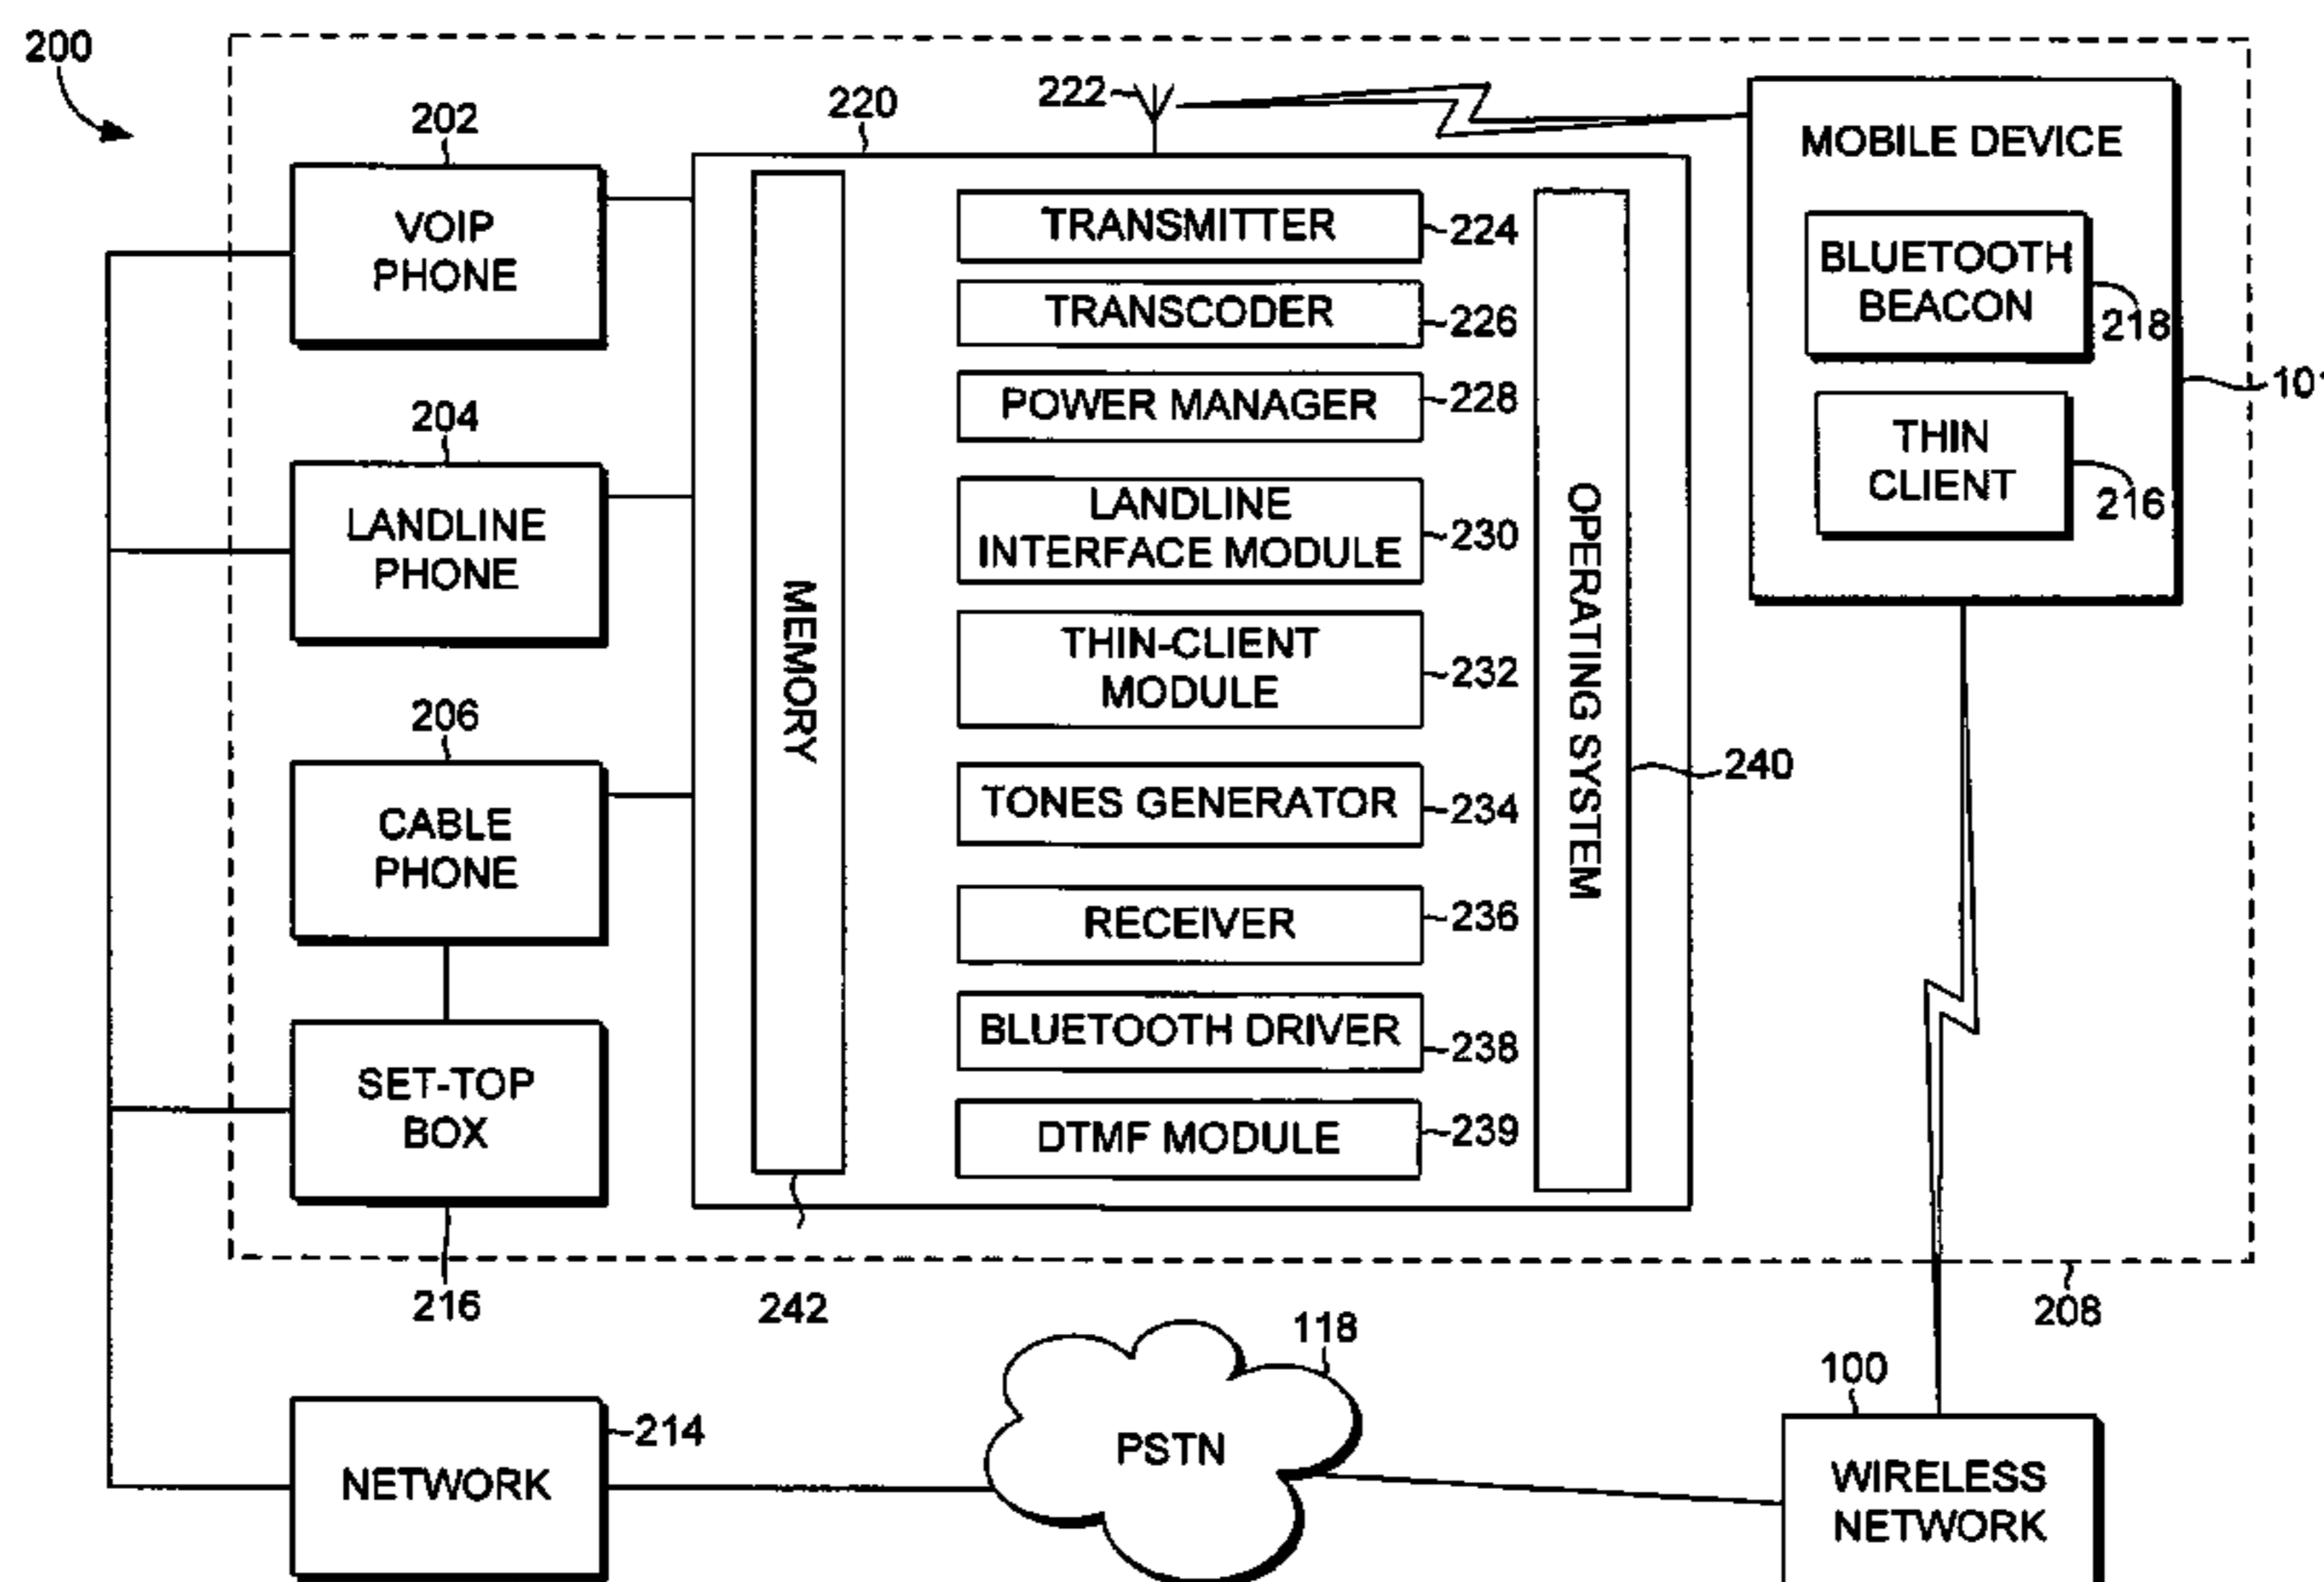 200
202
VOIP
PHONE
204
LANDLINE
PHONE
206
CABLE
PHONE
SET-TOP
BOX
216
220
222
MEMORY
242
TRANSMITTER
224
TRANSCODER
226
POWER MANAGER
228
LANDLINE
INTERFACE MODULE
230
THIN-CLIENT
MODULE
232
TONES GENERATOR
234
RECEIVER
236
BLUETOOTH DRIVER
238
DTMF MODULE
239
OPERATING SYSTEM
240
MOBILE DEVICE
BLUETOOTH
BEACON
218
THIN
CLIENT
216
101
208
NETWORK
214
PSTN
118
100
WIRELESS
NETWORK